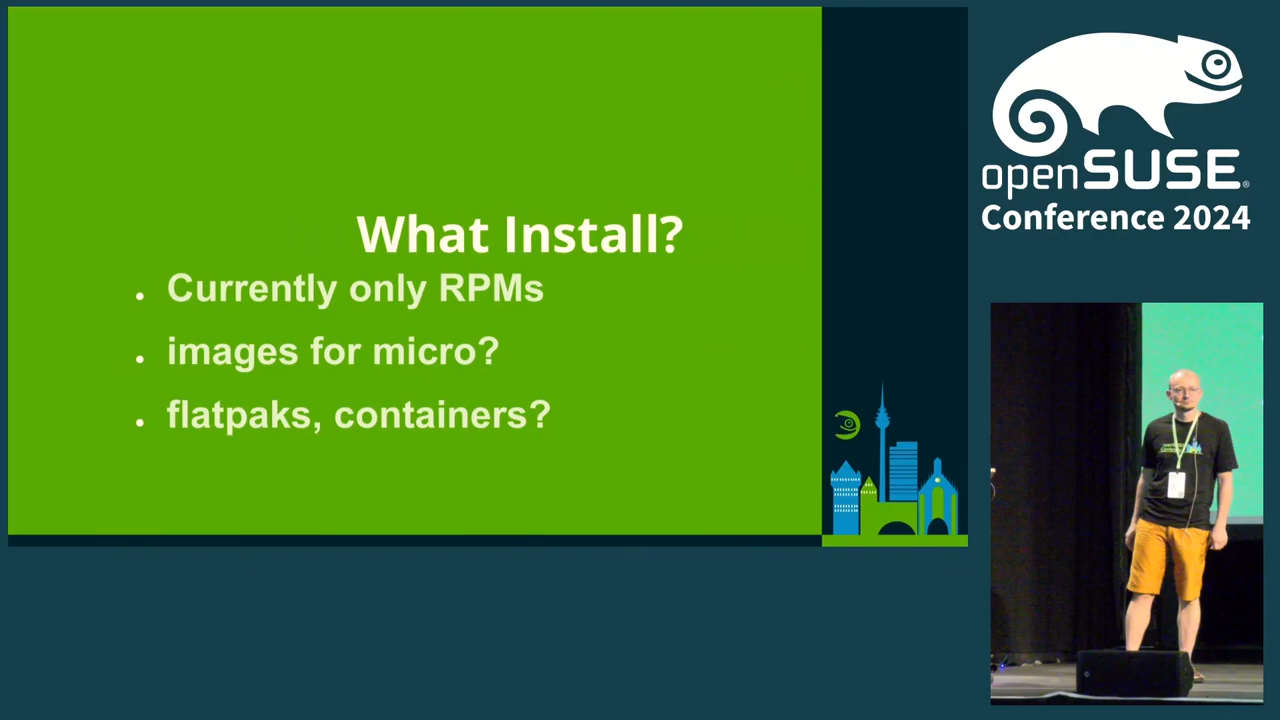 What Install?
Currently only RPMs
images for micro?
flatpaks, containers?
openSUSE®
Conference 2024